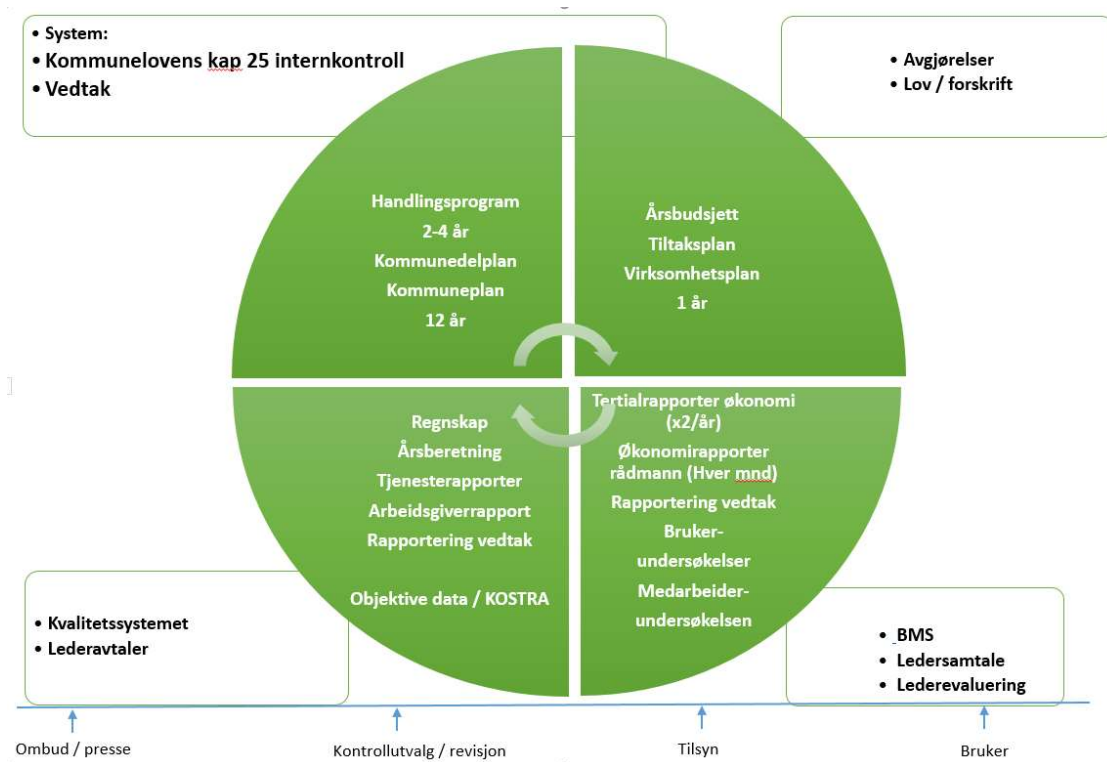 • System:
• Kommunelovens kap 25 internkontroll
• Vedtak
• Avgjørelser
• Lov / forskrift
Handlingsprogram
2-4 år
Kommunedelplan
Kommuneplan
12 år
Årsbudsjett
Tiltaksplan
Virksomhetsplan
1 år
Regnskap
Årsberetning
Tjenesterapporter
Arbeidsgiverrapport
Rapportering vedtak
Objektive data / KOSTRA
Tertialrapporter økonomi
(x2/år)
Økonomirapporter
rådmann (Hver mnd)
Rapportering vedtak
Bruker-
undersøkelser
Medarbeider-
undersøkelsen
• Kvalitetssystemet
• Lederavtaler
• BMS
• Ledersamtale
• Lederevaluering
Ombud / presse
Kontrollutvalg / revisjon
Tilsyn
Bruker